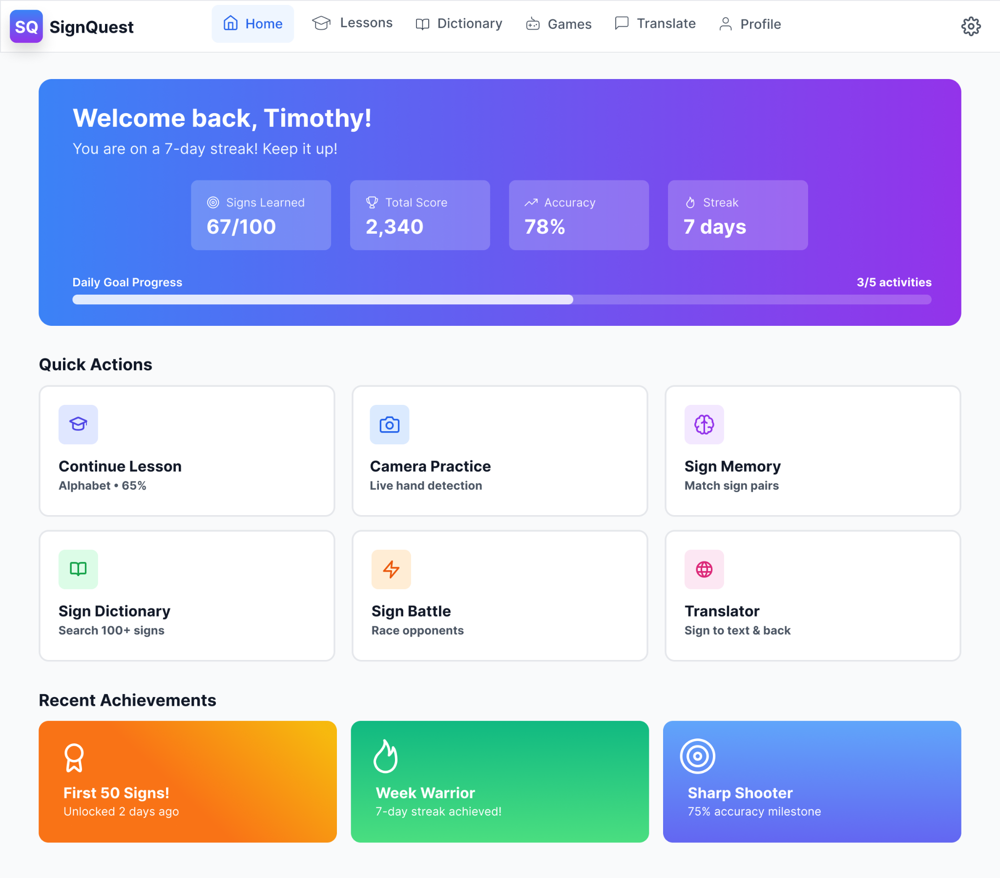 SQ SignQuest
Home Lessons Dictionary Games Translate Profile
Welcome back, Timothy!
You are on a 7-day streak! Keep it up!
Signs Learned
67/100
Total Score
2,340
Accuracy
78%
Streak
7 days
Daily Goal Progress 3/5 activities
Quick Actions
Continue Lesson
Alphabet • 65%
Camera Practice
Live hand detection
Sign Memory
Match sign pairs
Sign Dictionary
Search 100+ signs
Sign Battle
Race opponents
Translator
Sign to text & back
Recent Achievements
First 50 Signs!
Unlocked 2 days ago
Week Warrior
7-day streak achieved!
Sharp Shooter
75% accuracy milestone